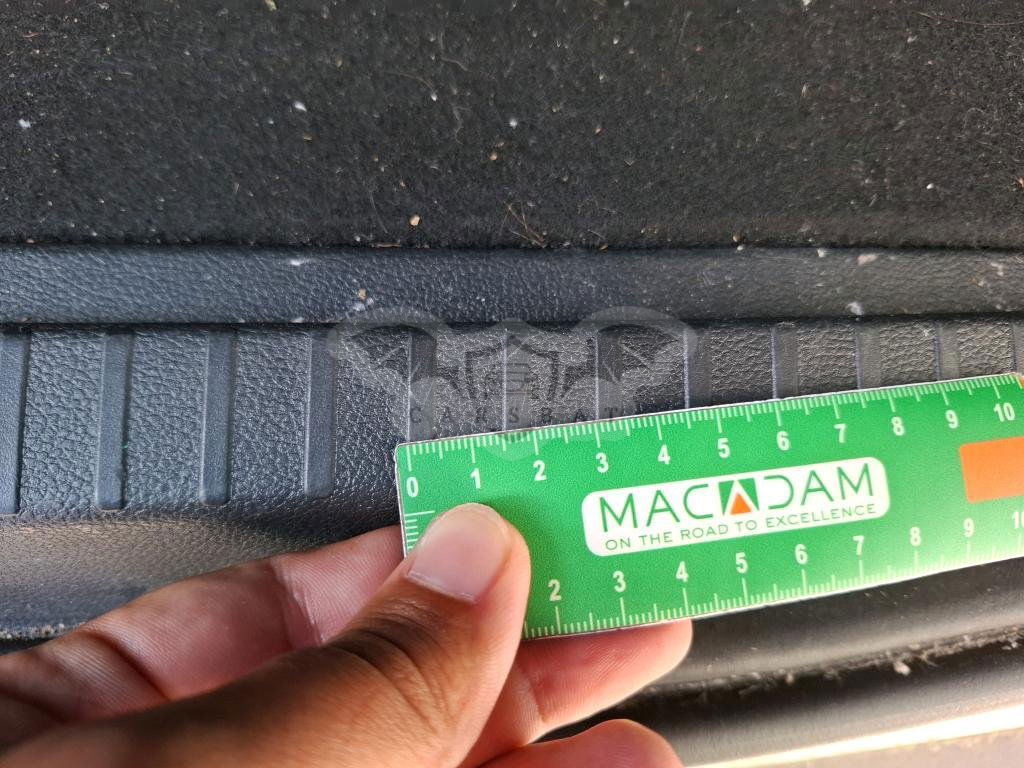 CARSBAT
0 1 2 3 4 5 6 7 8 9 10
MACADAM
ON THE ROAD TO EXCELLENCE
2 3 4 5 6 7 8 9